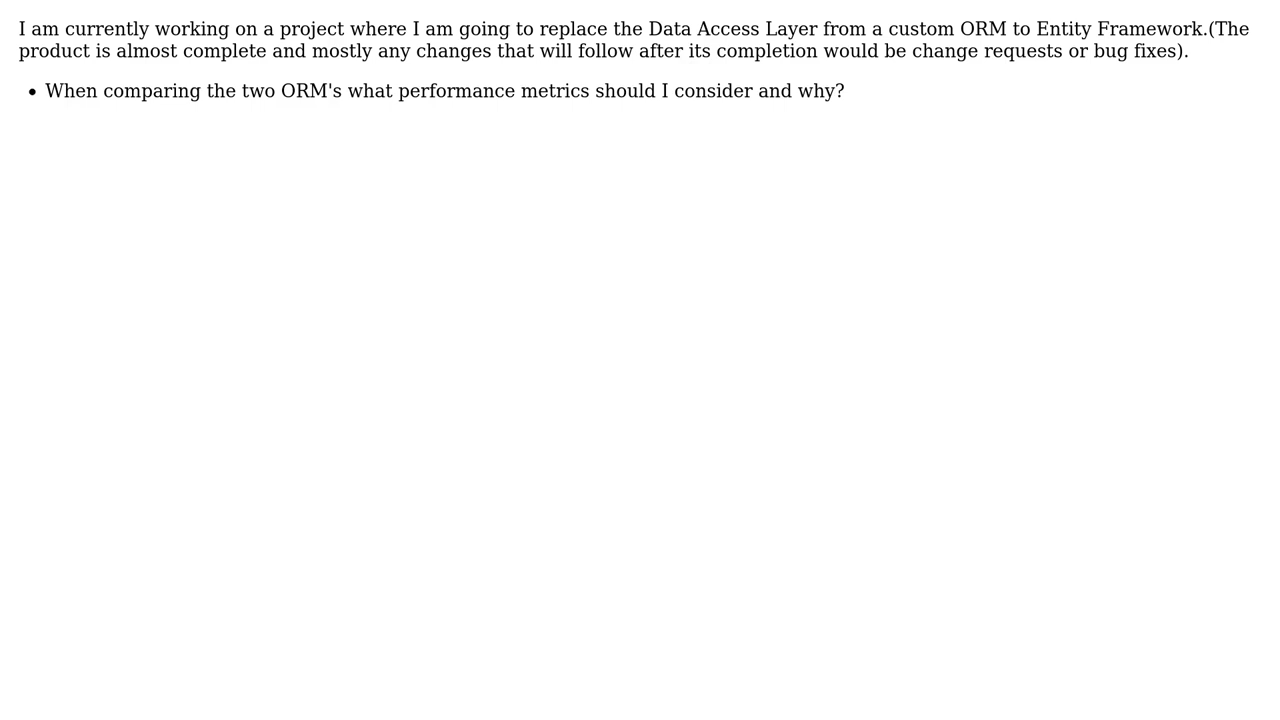 I am currently working on a project where I am going to replace the Data Access Layer from a custom ORM to Entity Framework.(The
product is almost complete and mostly any changes that will follow after its completion would be change requests or bug fixes).
• When comparing the two ORM's what performance metrics should I consider and why?